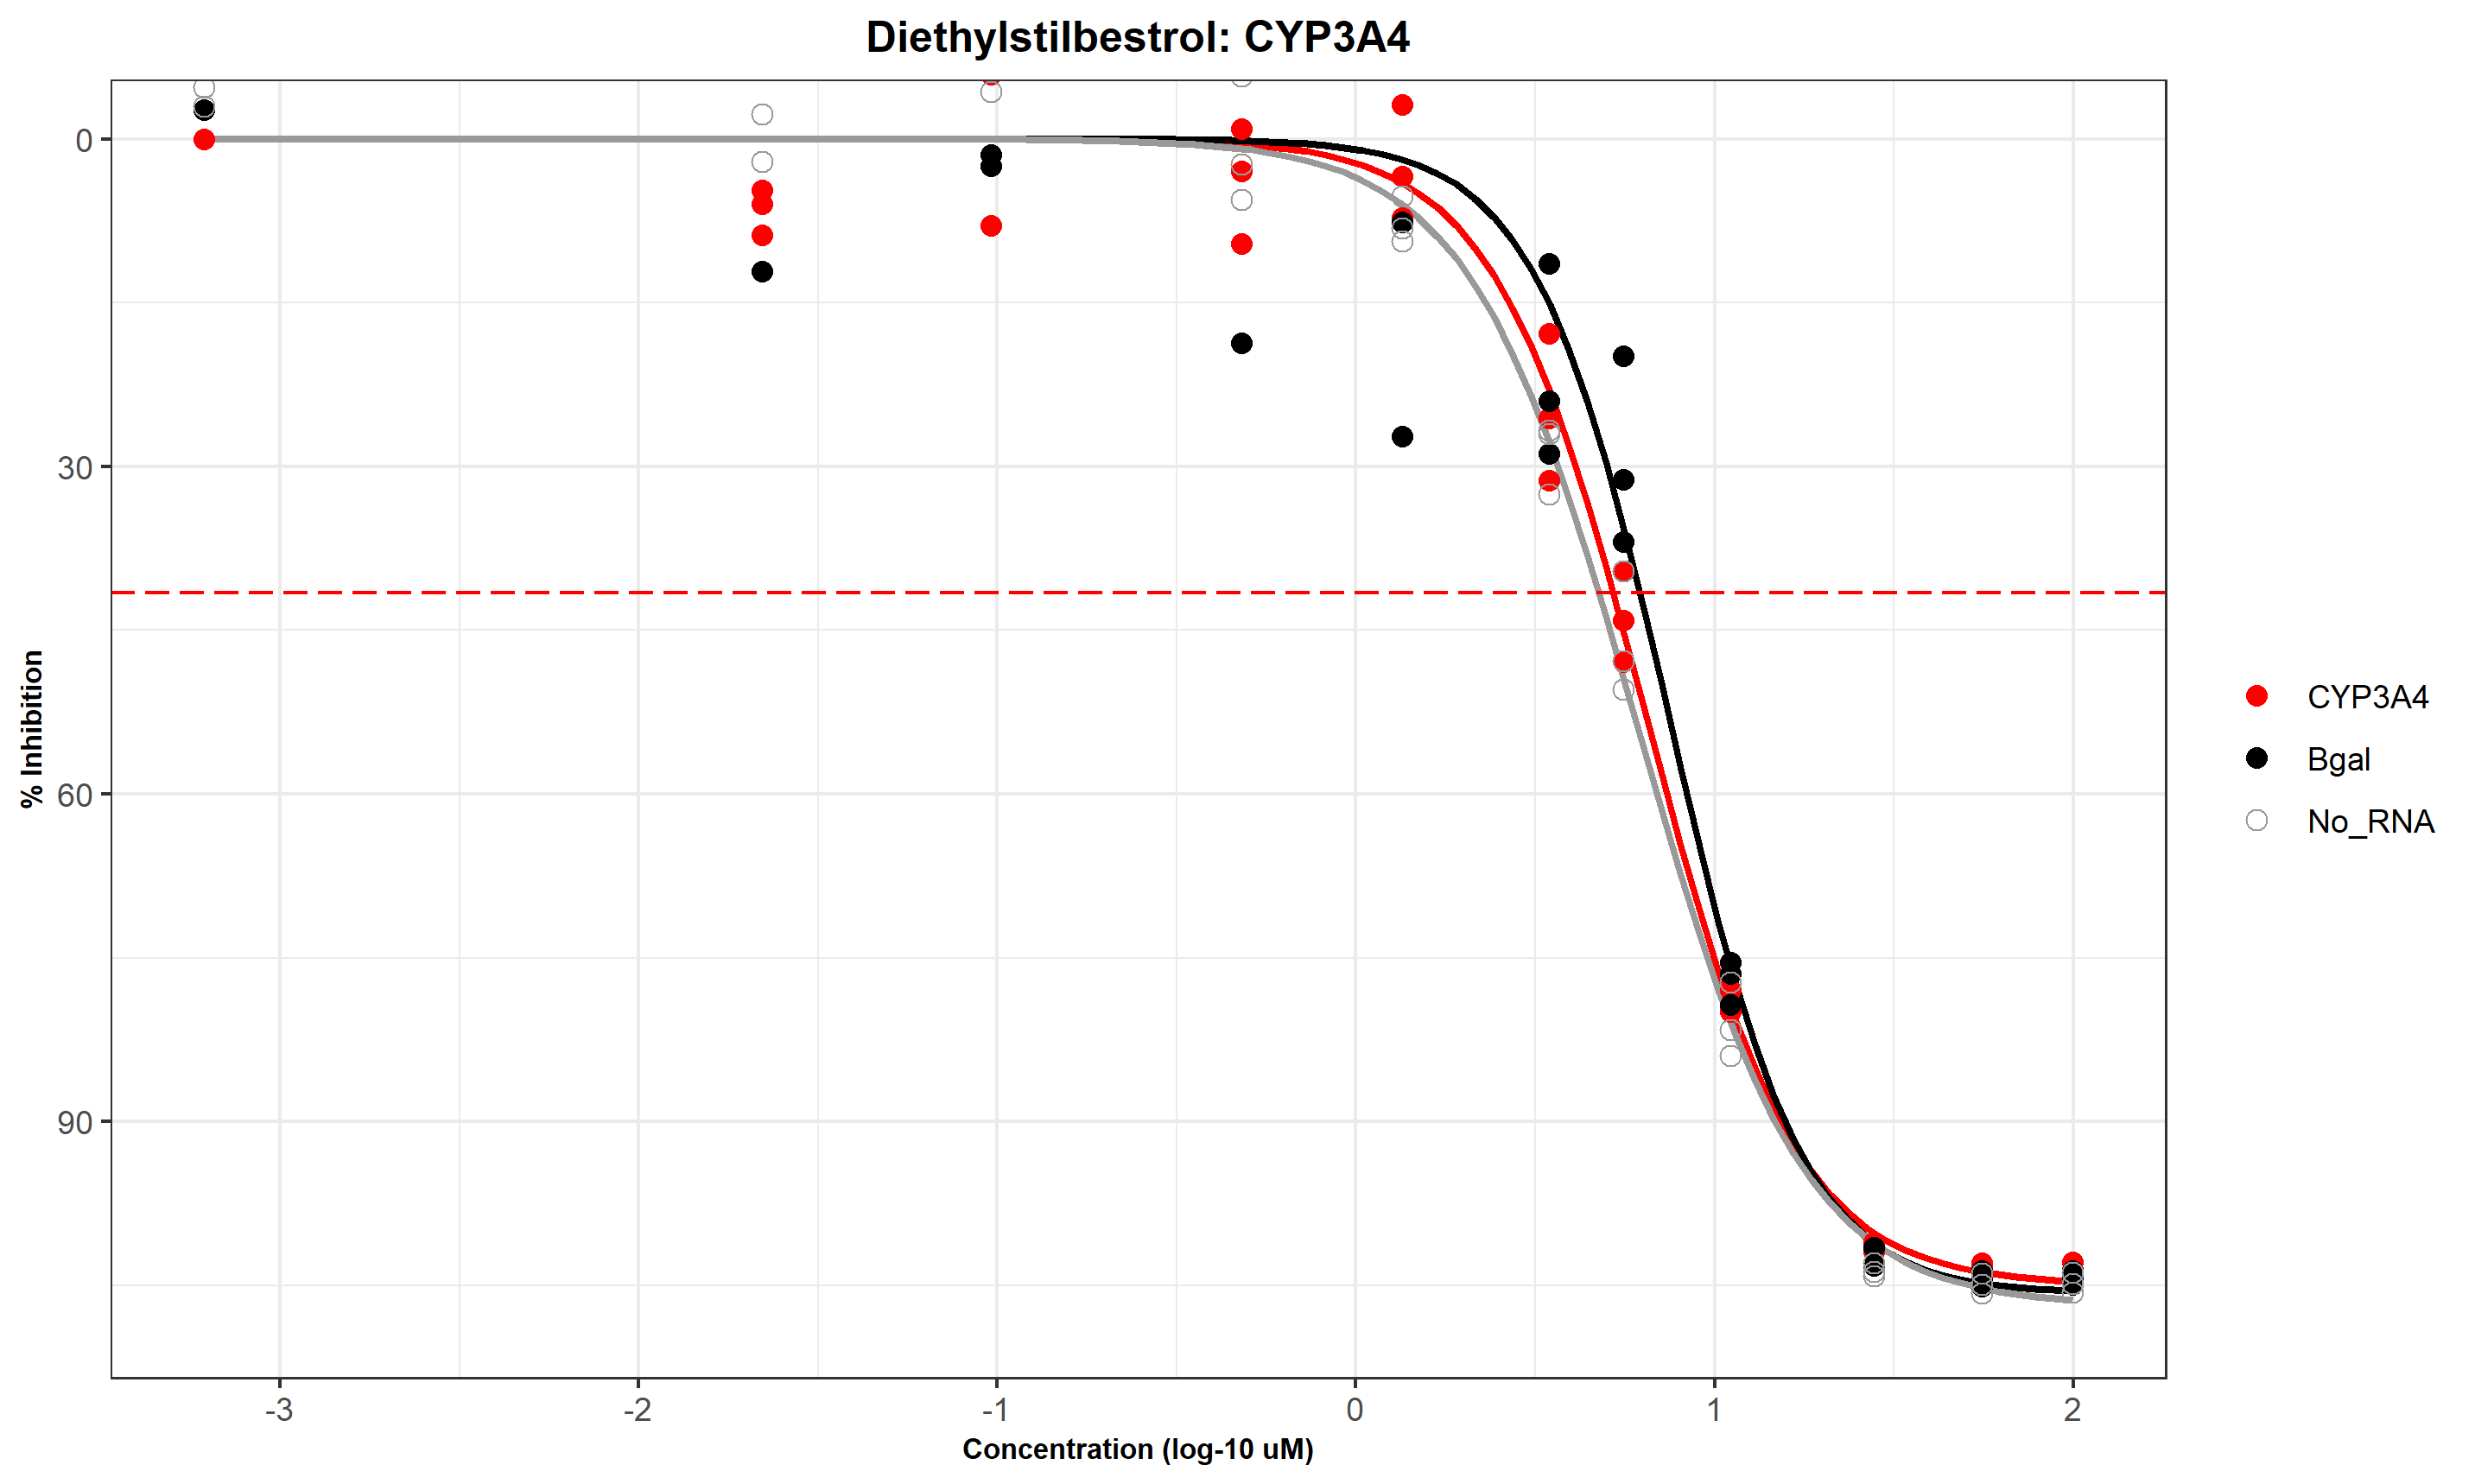 Diethylstilbestrol: CYP3A4
% Inhibition
0
30
60
90
-3
-2
-1
0
1
2
Concentration (log-10 uM)
CYP3A4
Bgal
No_RNA